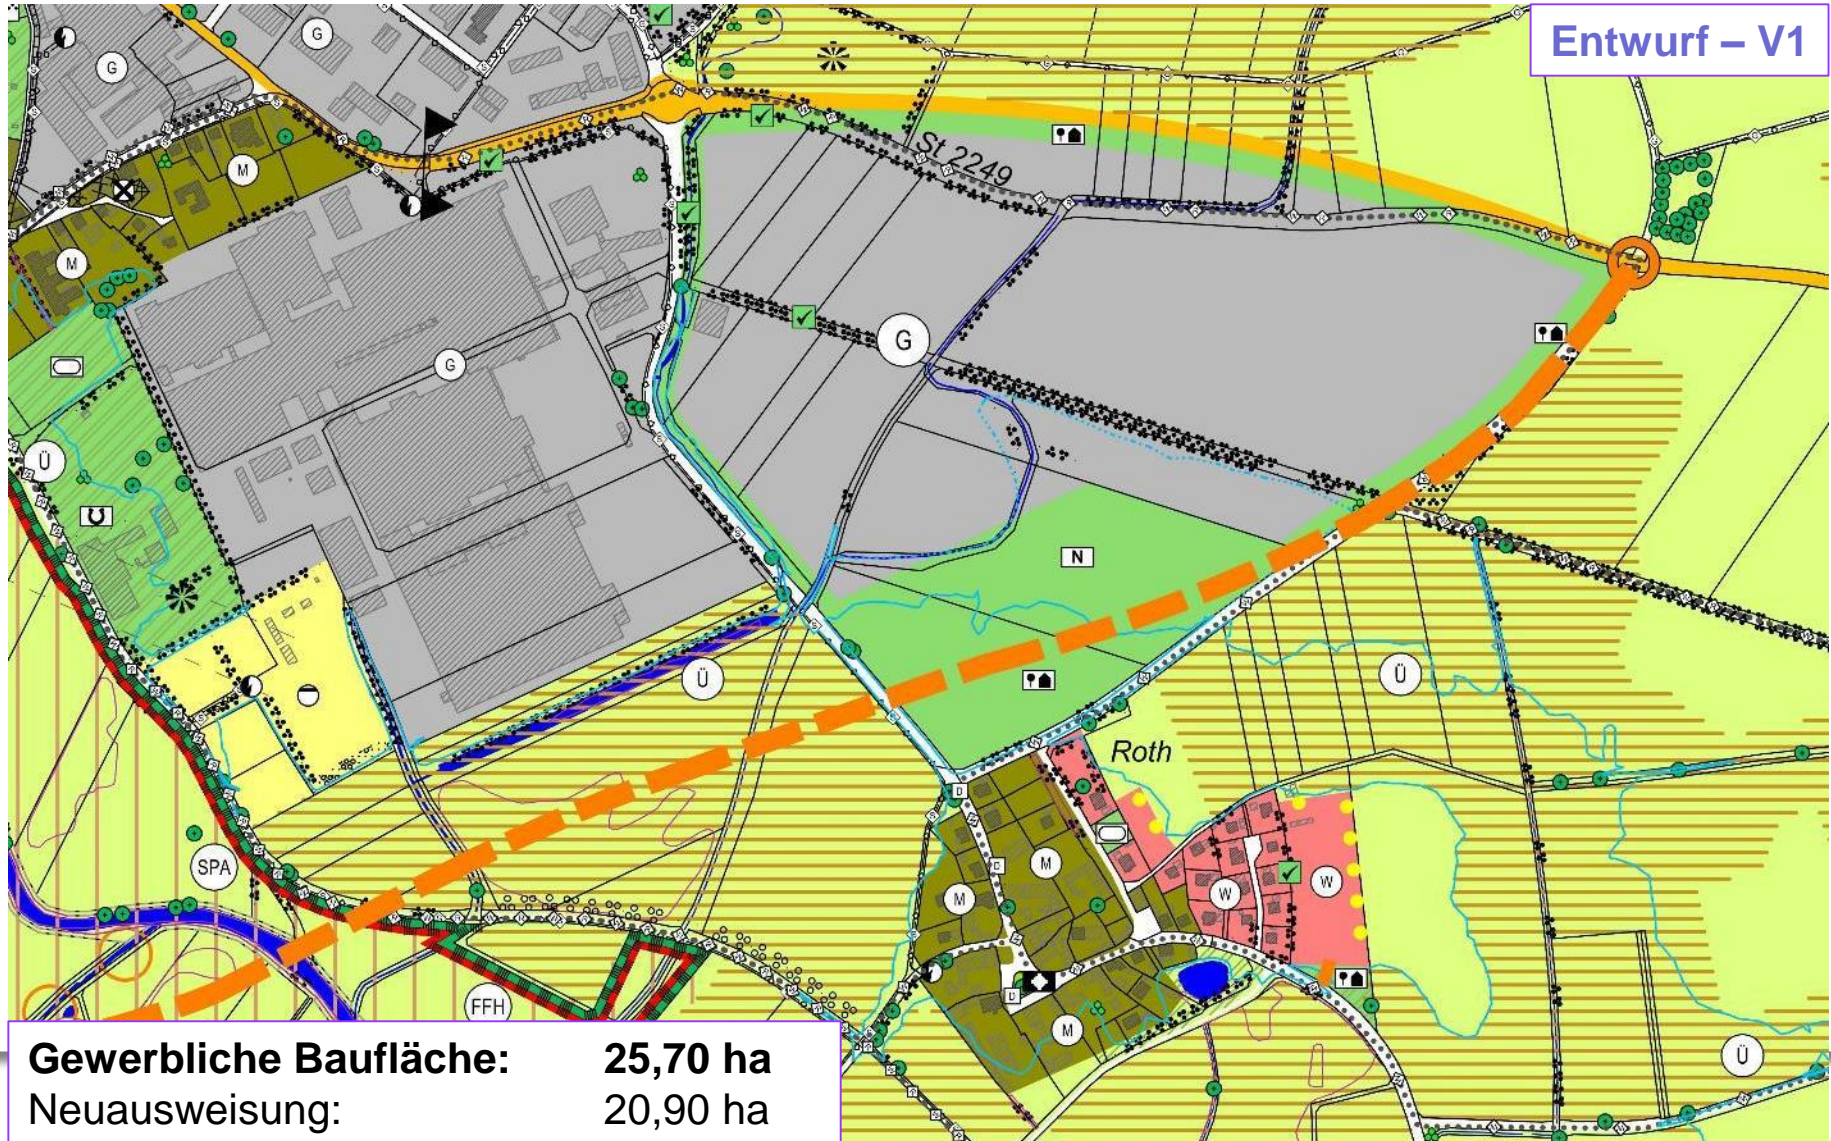 Entwurf – V1
G
G
M
St 2249
M
G
G
Ü
N
Ü
Ü
Roth
SPA
D
M
M
D
W
W
FFH
D
M
Ü
Gewerbliche Baufläche: 25,70 ha
Neuausweisung: 20,90 ha